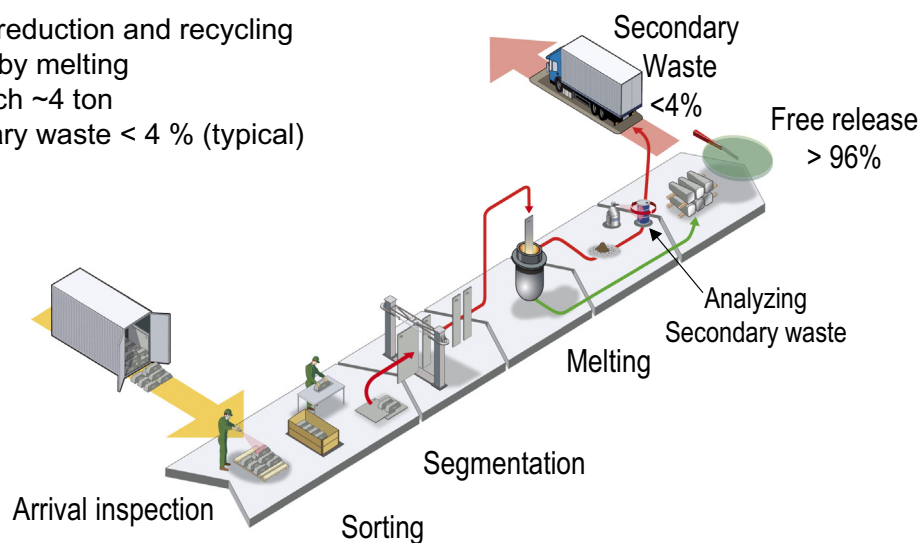 reduction and recycling
by melting
ch ~4 ton
ary waste < 4 % (typical)
Secondary
Waste
<4%
Free release
> 96%
Analyzing
Secondary waste
Melting
Segmentation
Sorting
Arrival inspection